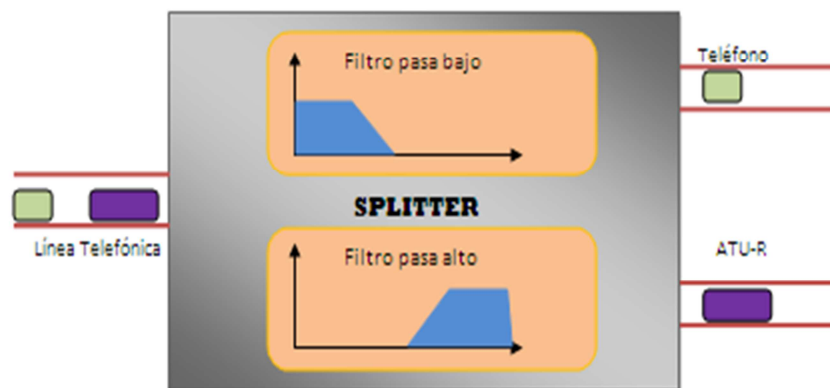 Filtro pasa bajo
Teléfono
SPLITTER
Línea Telefónica
Filtro pasa alto
ATU-R